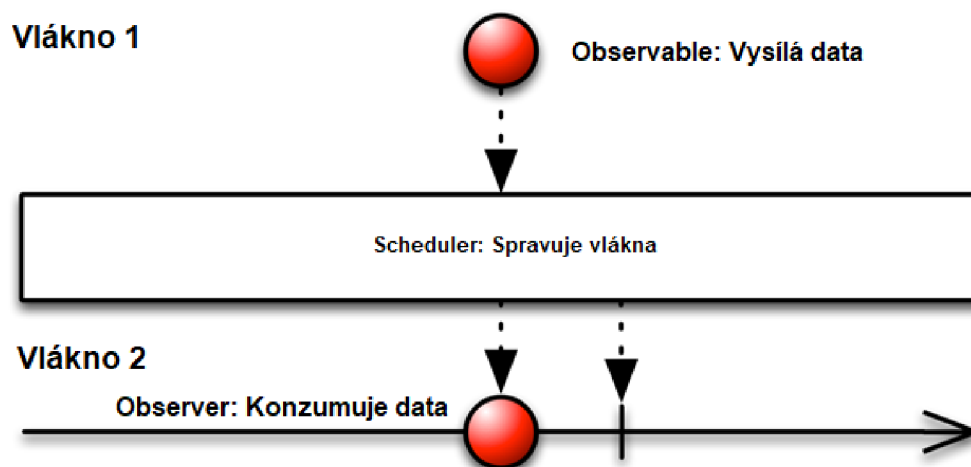 Vlákno 1
Observable: Vysílá data
Scheduler: Spravuje vlákna
Vlákno 2
Observer: Konzumuje data